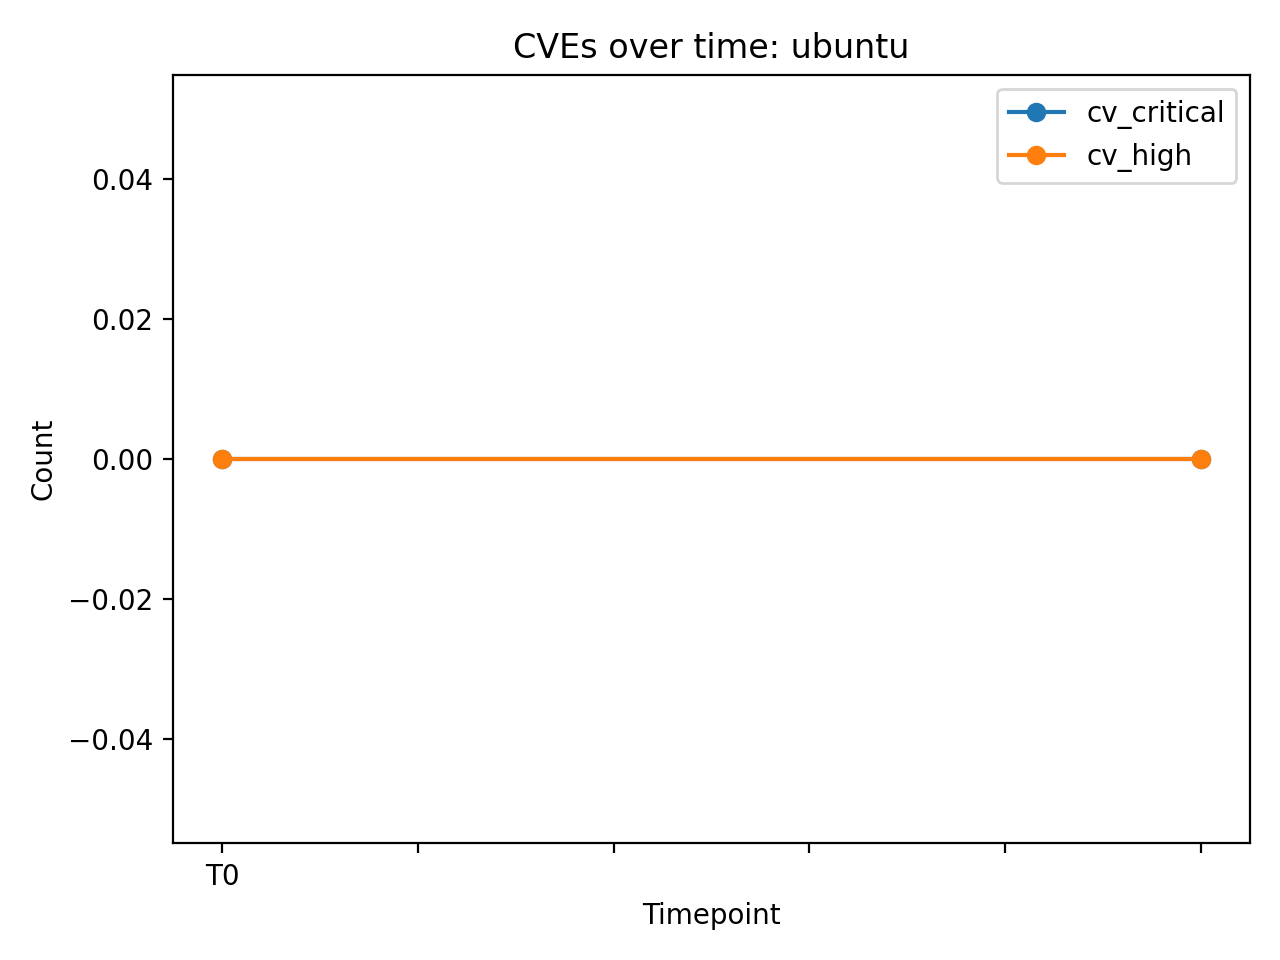 CVEs over time: ubuntu
cv_critical
cv_high
0.04
0.02
0.00
−0.02
−0.04
Count
T0
Timepoint